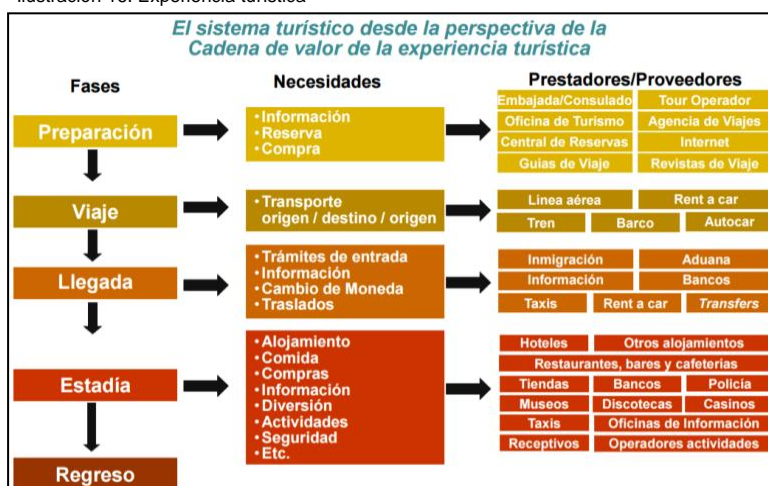 Ilustración 16. Experiencia turística
El sistema turístico desde la perspectiva de la
Cadena de valor de la experiencia turística
Fases
Necesidades
Prestadores/Proveedores
Preparación
• Información
• Reserva
• Compra
Embajada/Consulado
Tour Operador
Oficina de Turismo
Agencia de Viajes
Central de Reservas
Internet
Guias de Viaje
Revistas de Viaje
Viaje
• Transporte
origen / destino / origen
Linea aérea
Rent a car
Tren
Barco
Autocar
Llegada
• Trámites de entrada
• Información
• Cambio de Moneda
• Traslados
Inmigración
Aduana
Información
Bancos
Taxis
Rent a car
Transfers
Estadía
• Alojamiento
• Comida
• Compras
• Información
• Diversión
• Actividades
• Seguridad
• Etc.
Hoteles
Otros alojamientos
Restaurantes, bares y cafeterías
Tiendas
Bancos
Policía
Museos
Discotecas
Casinos
Taxis
Oficinas de Información
Receptivos
Operadores actividades
Regreso